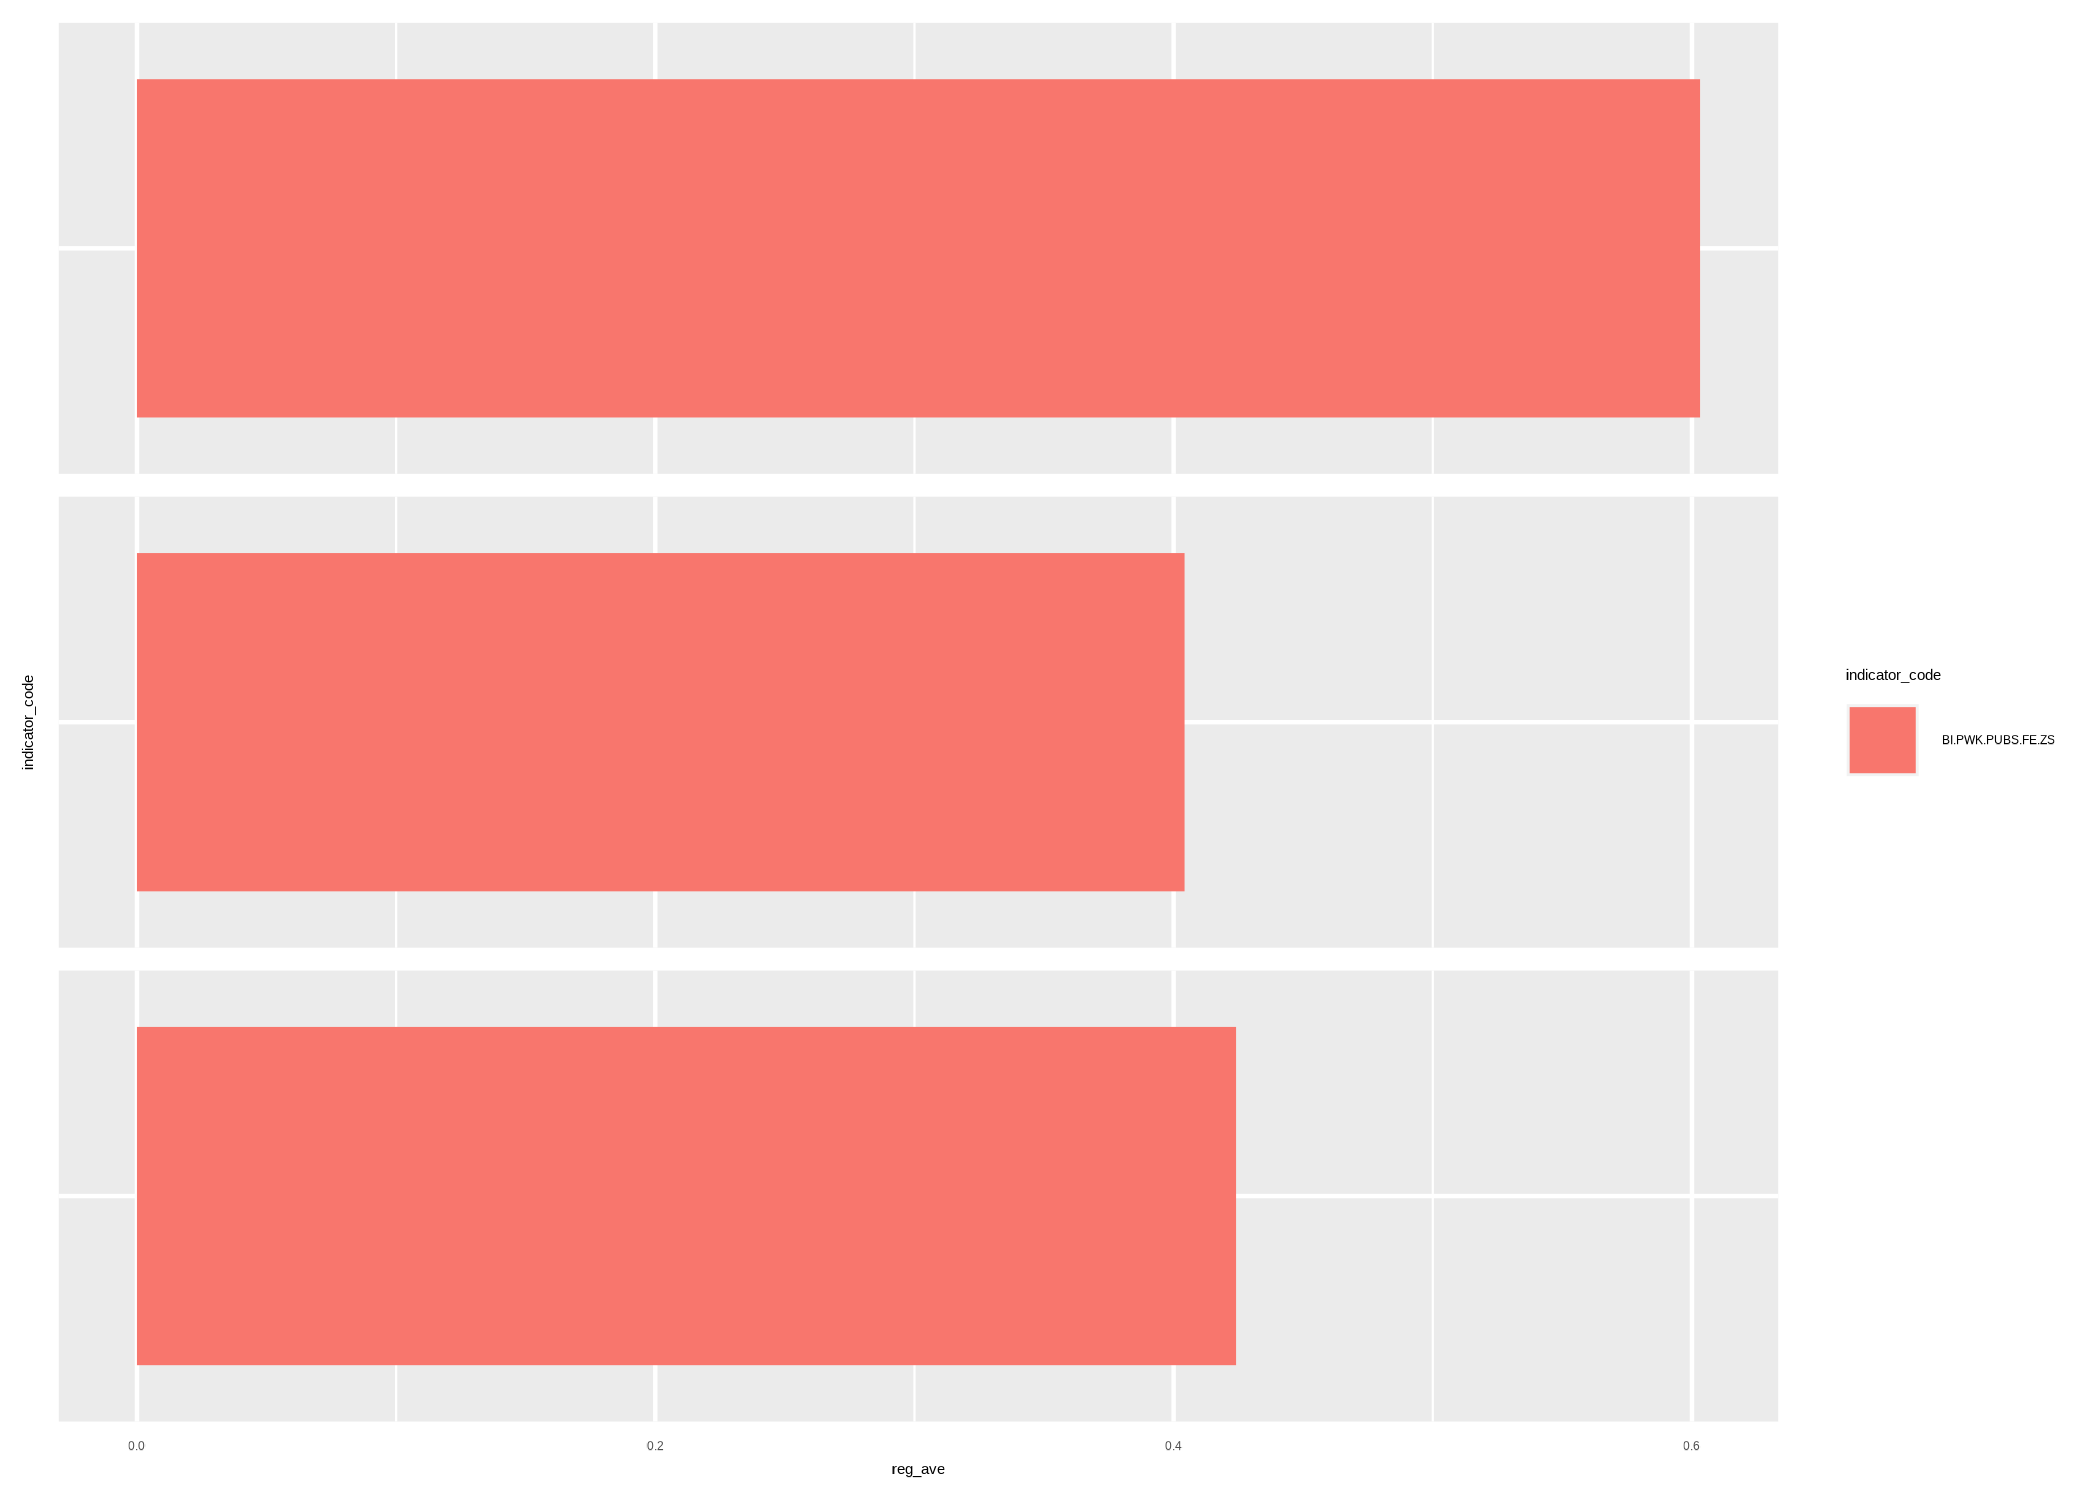 indicator_code
indicator_code
BI.PWK.PUBS.FE.ZS
0.0 0.2 0.4 0.6
reg_ave